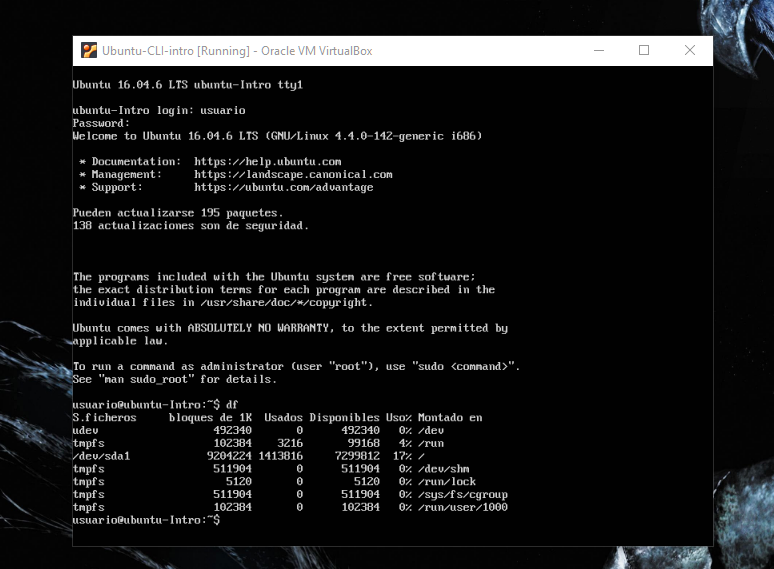 Ubuntu-CLI-intro [Running] - Oracle VM VirtualBox
Ubuntu 16.04.6 LTS ubuntu-Intro tty1
ubuntu-Intro login: usuario
Password:
Welcome to Ubuntu 16.04.6 LTS (GNU/Linux 4.4.0-142-generic i686)
* Documentation:  https://help.ubuntu.com
* Management:     https://landscape.canonical.com
* Support:        https://ubuntu.com/advantage
Pueden actualizarse 195 paquetes.
138 actualizaciones son de seguridad.
The programs included with the Ubuntu system are free software;
the exact distribution terms for each program are described in the
individual files in /usr/share/doc/*/copyright.
Ubuntu comes with ABSOLUTELY NO WARRANTY, to the extent permitted by
applicable law.
To run a command as administrator (user "root"), use "sudo <command>".
See "man sudo_root" for details.
usuario@ubuntu-Intro:~$ df
S.ficheros     bloques de 1K  Usados Disponibles Uso% Montado en
udev                  492340       0      492340   0% /dev
tmpfs                 102384    3216       99168   4% /run
/dev/sda1            9204224 1413816     7299812  17% /
tmpfs                 511904       0      511904   0% /dev/shm
tmpfs                   5120       0        5120   0% /run/lock
tmpfs                 511904       0      511904   0% /sys/fs/cgroup
tmpfs                 102384       0      102384   0% /run/user/1000
usuario@ubuntu-Intro:~$